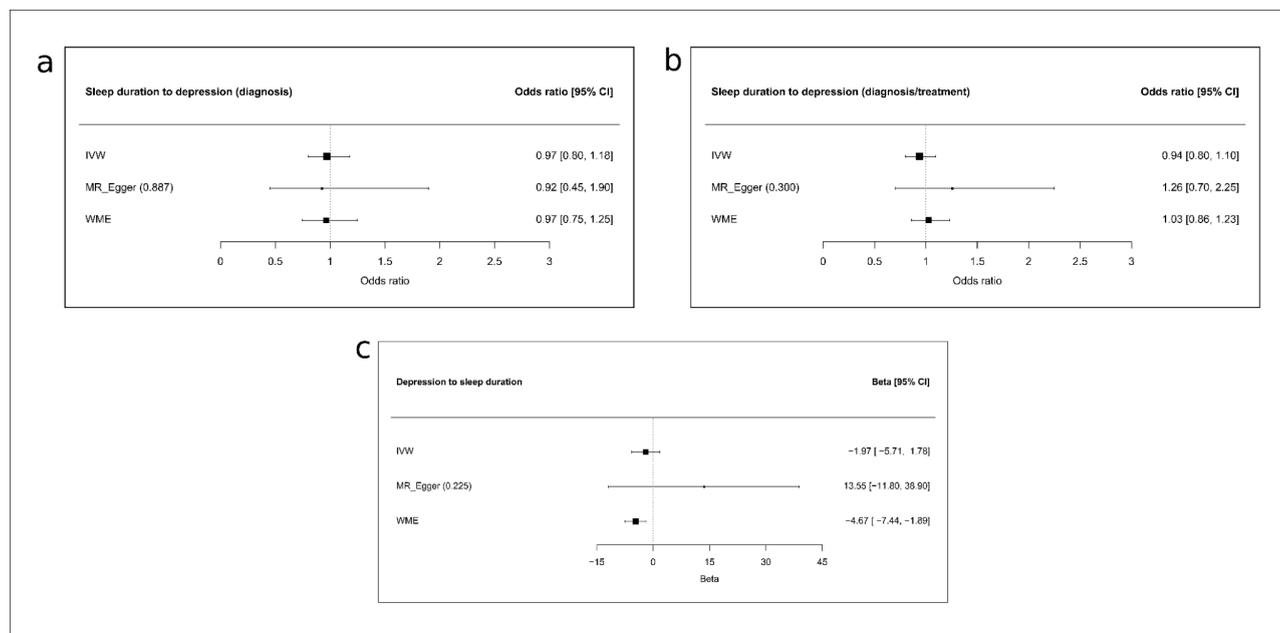 a
Sleep duration to depression (diagnosis) Odds ratio [95% CI]
IVW 0.97 [0.80, 1.18]
MR_Egger (0.887) 0.92 [0.45, 1.90]
WME 0.97 [0.75, 1.25]
0 0.5 1 1.5 2 2.5 3
Odds ratio
b
Sleep duration to depression (diagnosis/treatment) Odds ratio [95% CI]
IVW 0.94 [0.80, 1.10]
MR_Egger (0.300) 1.26 [0.70, 2.25]
WME 1.03 [0.86, 1.23]
0 0.5 1 1.5 2 2.5 3
Odds ratio
c
Depression to sleep duration Beta [95% CI]
IVW −1.97 [ −5.71, 1.78]
MR_Egger (0.225) 13.55 [−11.80, 38.90]
WME −4.67 [ −7.44, −1.89]
−15 0 15 30 45
Beta